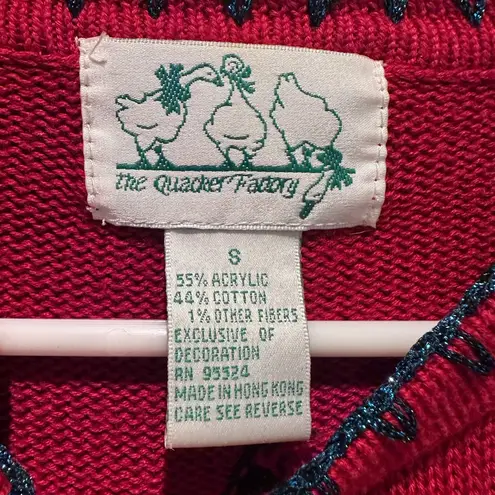 the Quacker Factory
S
55% ACRYLIC
44% COTTON
1% OTHER FIBERS
EXCLUSIVE OF
DECORATION
RN 95524
MADE IN HONG KONG
CARE SEE REVERSE